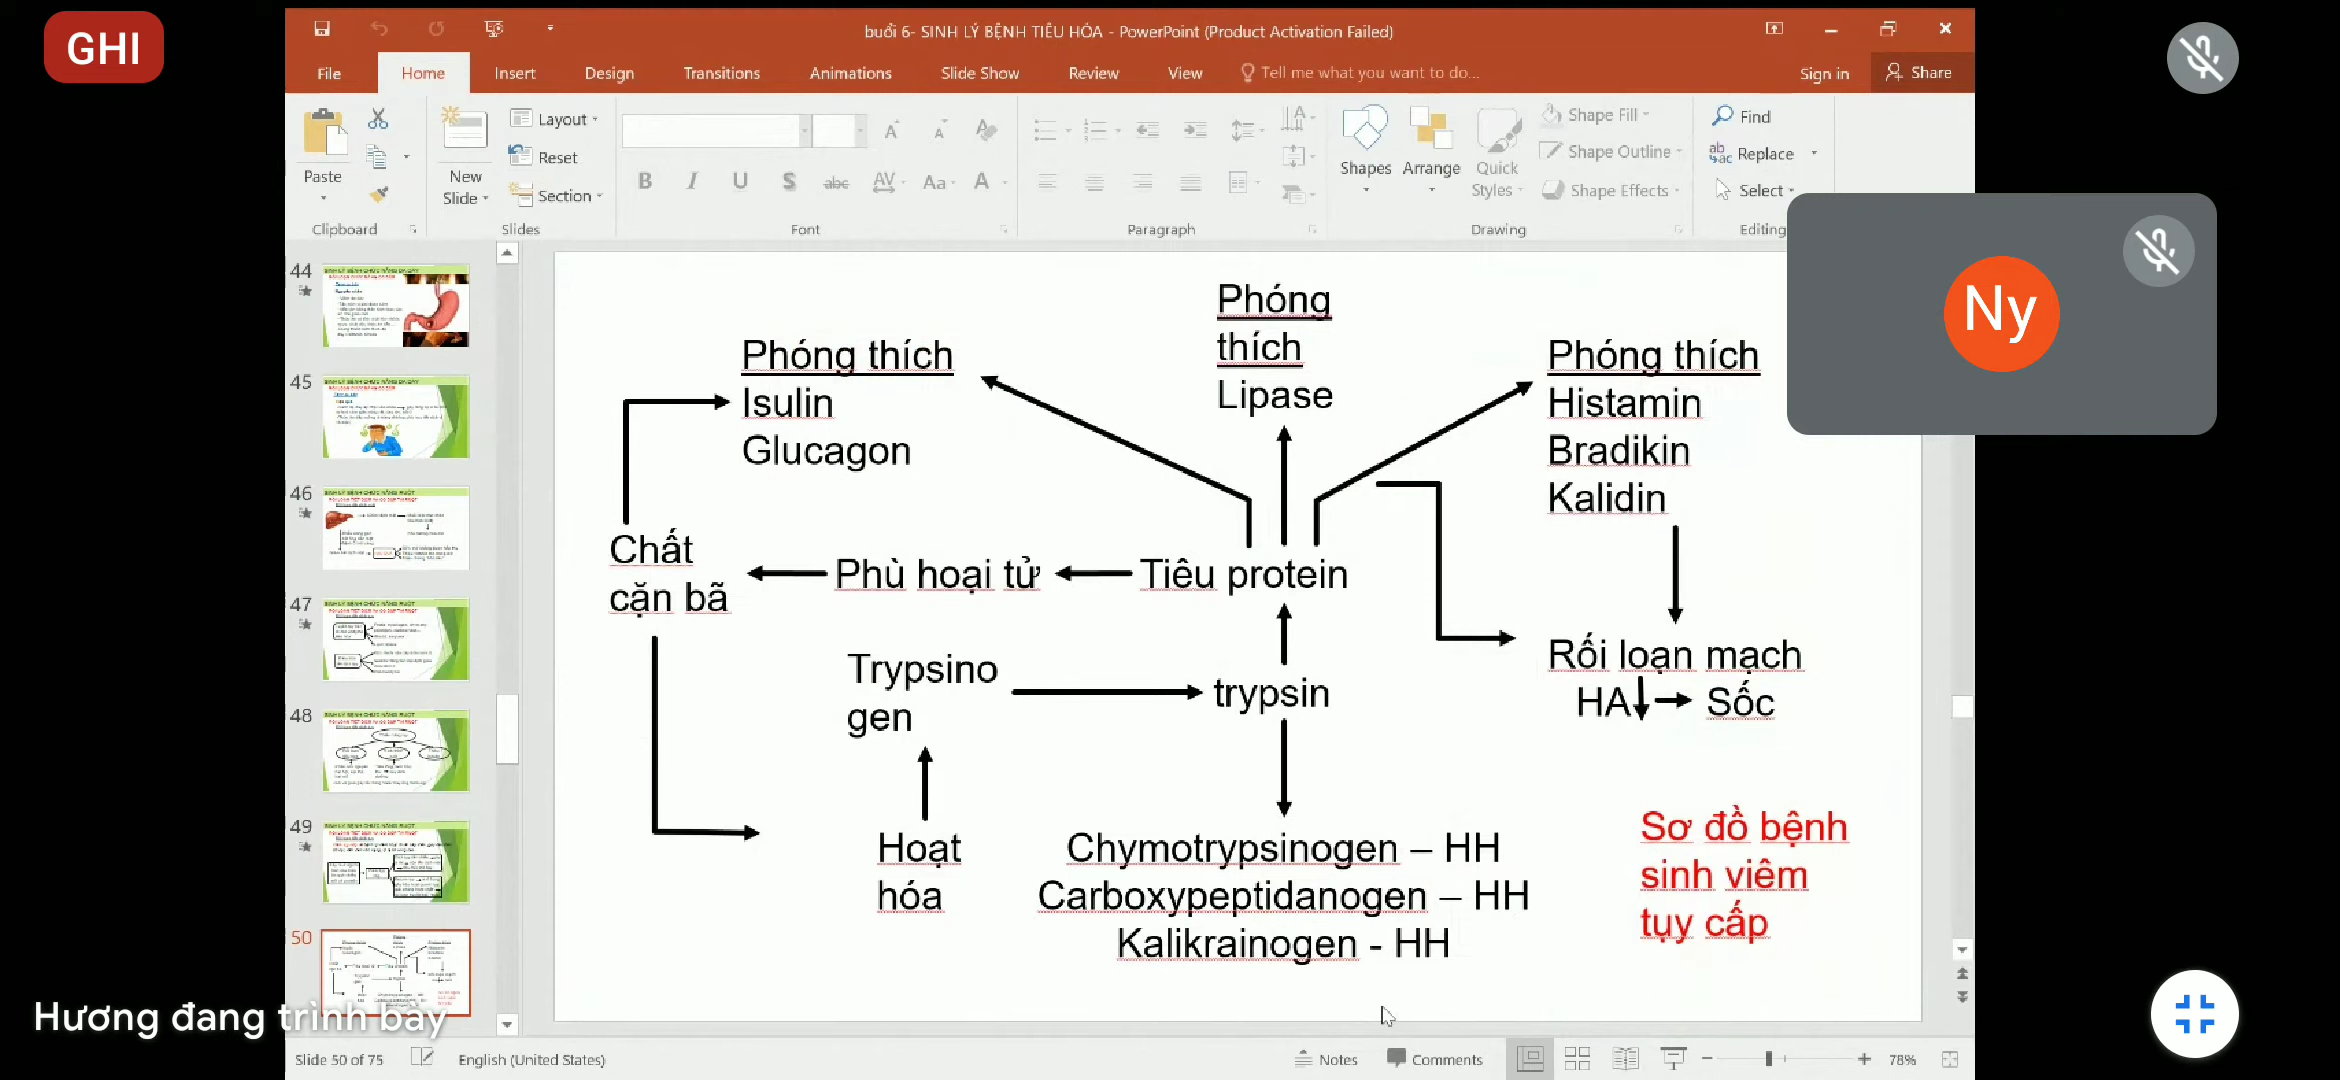 GHI
buổi 6- SINH LÝ BỆNH TIÊU HÓA - PowerPoint (Product Activation Failed)
File Home Insert Design Transitions Animations Slide Show Review View Tell me what you want to do... Sign in Share
Paste
New
Slide
Layout
Reset
Section
B I U S abc AV Aa A
Shapes Arrange Quick
Styles
Shape Fill
Shape Outline
Shape Effects
Find
Replace
Select
Clipboard Slides Font Paragraph Drawing Editing
Ny
44
45
46
47
48
49
50
Phóng
thích
Lipase
Phóng thích
Isulin
Glucagon
Phóng thích
Histamin
Bradikin
Kalidin
Chất
cặn bã
Phù hoại tử
Tiêu protein
Trypsino
gen
trypsin
Rối loạn mạch
HA Sốc
Hoạt
hóa
Chymotrypsinogen – HH
Carboxypeptidanogen – HH
Kalikrainogen - HH
Sơ đồ bệnh
sinh viêm
tụy cấp
Hương đang trình bày
Slide 50 of 75 English (United States) Notes Comments 78%